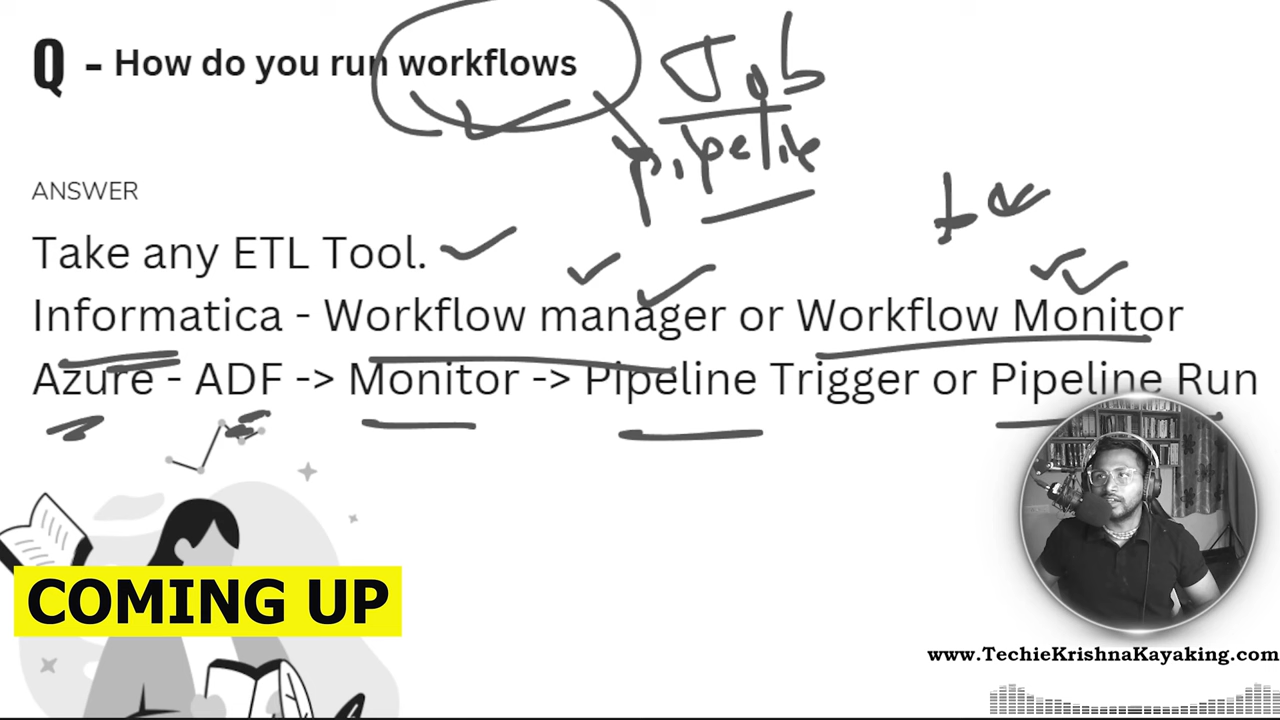 Q - How do you run workflows
Job
Pipeline
ANSWER
Take any ETL Tool.
Informatica - Workflow manager or Workflow Monitor
Azure - ADF -> Monitor -> Pipeline Trigger or Pipeline Run
COMING UP
www.TechieKrishnaKayaking.com